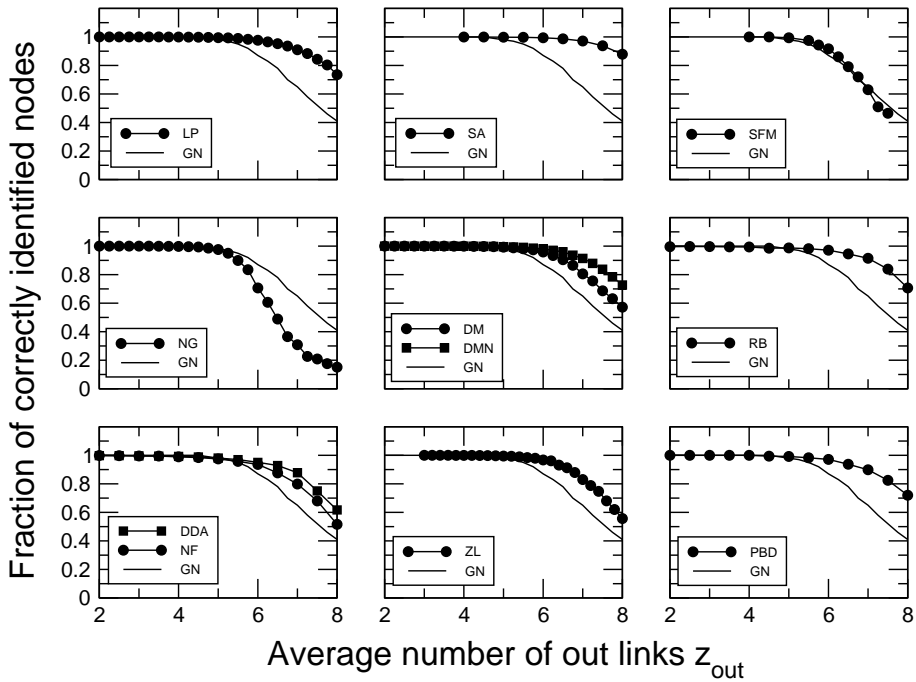 Fraction of correctly identified nodes
1
0.8
0.6
0.4
0.2
0
LP
GN
SA
GN
SFM
GN
1
0.8
0.6
0.4
0.2
0
NG
GN
DM
DMN
GN
RB
GN
1
0.8
0.6
0.4
0.2
0
DDA
NF
GN
ZL
GN
PBD
GN
2 4 6 8
2 4 6 8
2 4 6 8
Average number of out links z_out